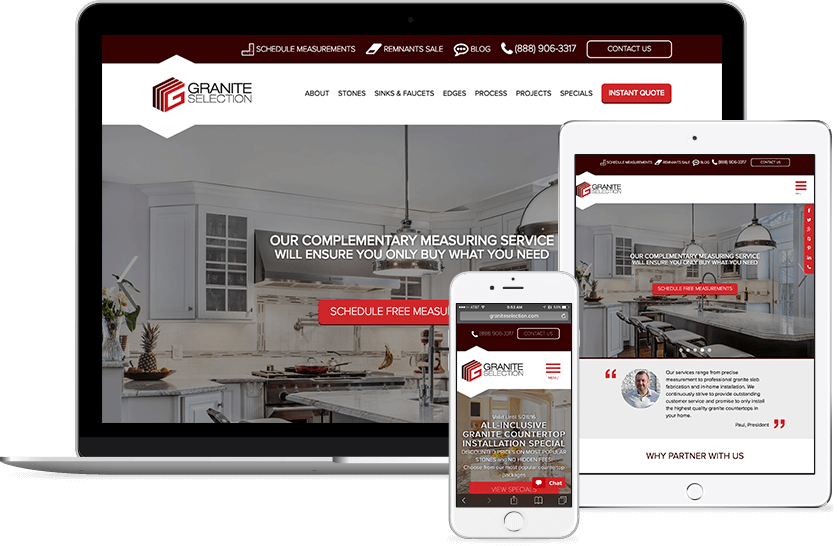 SCHEDULE MEASUREMENTS REMNANTS SALE BLOG (888) 906-3317 CONTACT US
GRANITE
SELECTION
ABOUT STONES SINKS & FAUCETS EDGES PROCESS PROJECTS SPECIALS INSTANT QUOTE
OUR COMPLEMENTARY MEASURING SERVICE
WILL ENSURE YOU ONLY BUY WHAT YOU NEED
SCHEDULE FREE MEASU
SCHEDULE MEASUREMENTS REMNANTS SALE BLOG (888) 906-3317 CONTACT US
GRANITE
SELECTION
MENU
OUR COMPLEMENTARY MEASURING SERVICE
WILL ENSURE YOU ONLY BUY WHAT YOU NEED
SCHEDULE FREE MEASUREMENTS
Our services range from precise
measurement to professional granite slab
fabrication and in-home installation. We
continuously strive to provide outstanding
customer service and promise to only install
the highest quality granite countertops in
your home.
Paul, President
WHY PARTNER WITH US
AT&T 9:53 AM 50%
graniteselection.com
(888) 906-3317 CONTACT US
GRANITE
SELECTION
MENU
Valid Until 5/28/16
ALL-INCLUSIVE
GRANITE COUNTERTOP
INSTALLATION SPECIAL
DISCOUNTED PRICES ON MOST POPULAR
STONES and NO HIDDEN FEES!
Choose from our most popular countertop
packages
VIEW SPECIALS
Chat